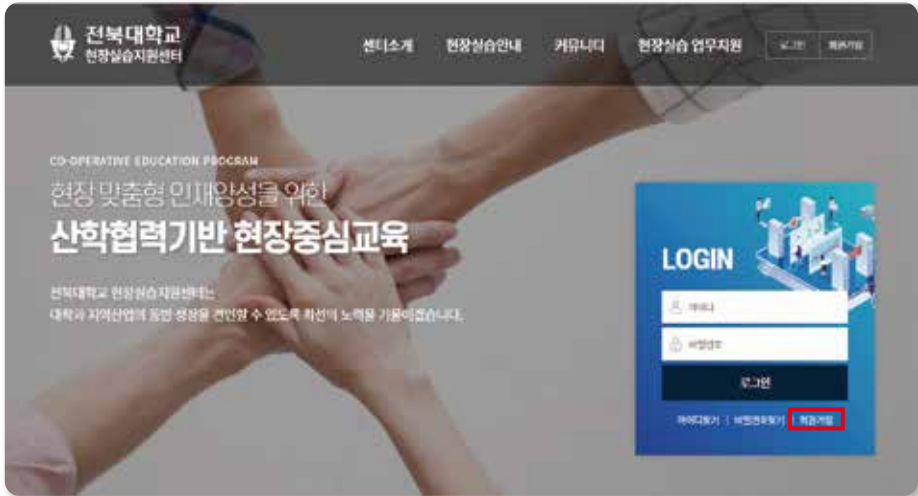 전북대학교
현장실습지원센터
센터소개 현장실습안내 커뮤니티 현장실습 업무지원 로그인 회원가입
CO-OPERATIVE EDUCATION PROGRAM
현장 맞춤형 인재양성을 위한
산학협력기반 현장중심교육
전북대학교 현장실습지원센터는
대학과 지역산업의 동반 성장을 견인할 수 있도록 최선의 노력을 기울이겠습니다.
LOGIN
아이디
비밀번호
로그인
아이디찾기 | 비밀번호찾기 | 회원가입